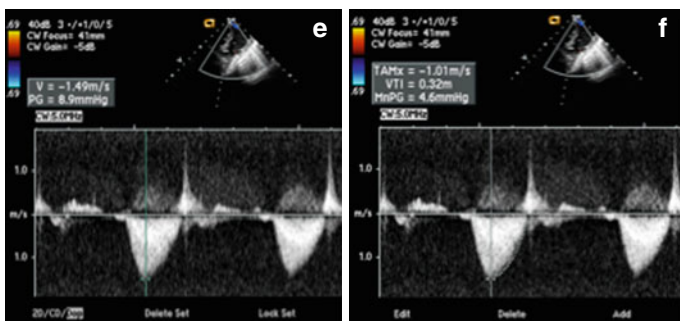 e
.69
40dB 3 ·/+1/0/5
CW Focus= 41mm
CW Gain= -5dB
.69
V = -1.49m/s
PG = 8.9mmHg
CW:5.0MHz
1.0
m/s
1.0
2D/CD/Dop
Delete Set
Lock Set
f
.69
40dB 3 ·/+1/0/5
CW Focus= 41mm
CW Gain= -5dB
.69
TAMx = -1.01m/s
VTI = 0.32m
MnPG = 4.6mmHg
CW:5.0MHz
1.0
m/s
1.0
Edit
Delete
Add